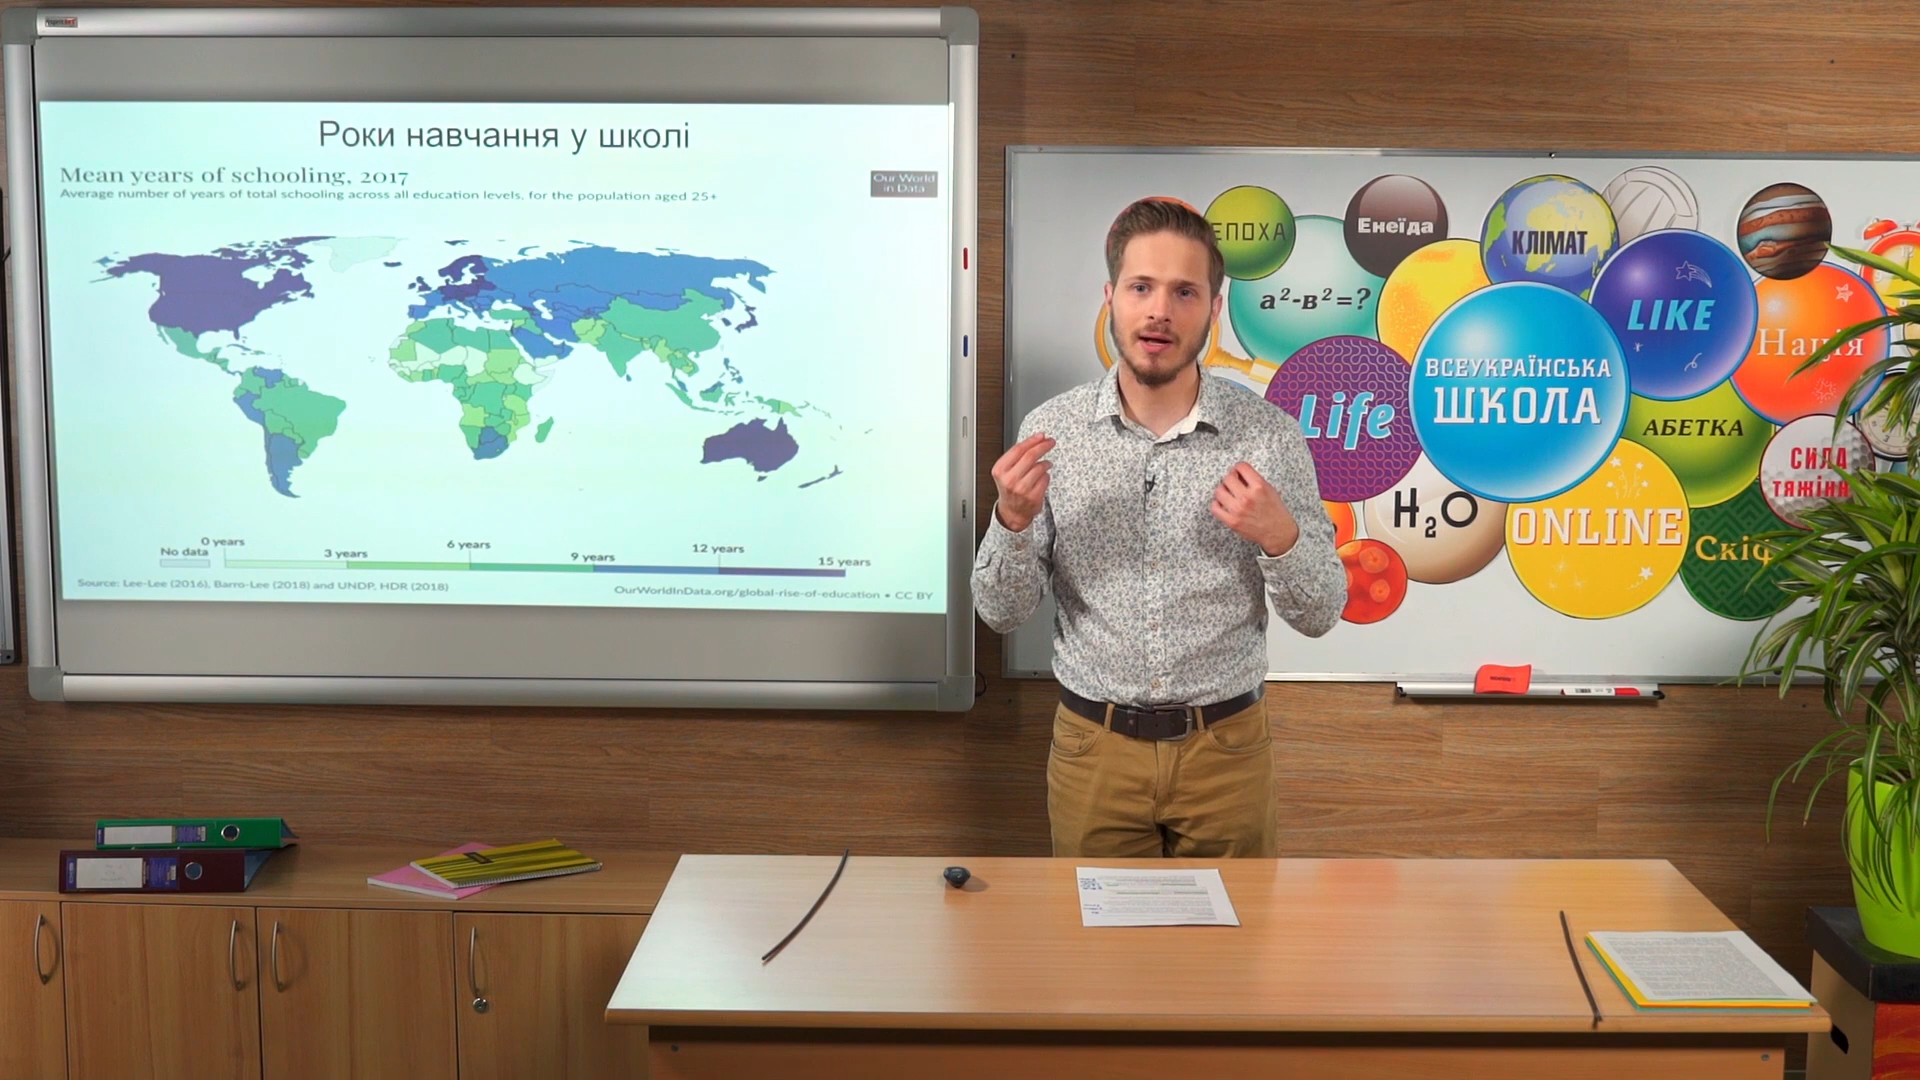 Роки навчання у школі
Mean years of schooling, 2017
Average number of years of total schooling across all education levels, for the population aged 25+
Our World
in Data
No data
0 years
3 years
6 years
9 years
12 years
15 years
Source: Lee-Lee (2016), Barro-Lee (2018) and UNDP, HDR (2018)
OurWorldInData.org/global-rise-of-education • CC BY
ЕПОХА
Енеїда
КЛІМАТ
a²-в²=?
LIKE
Нація
ВСЕУКРАЇНСЬКА
ШКОЛА
Life
АБЕТКА
СИЛА
ТЯЖІНН
H₂O
ONLINE
Скіф